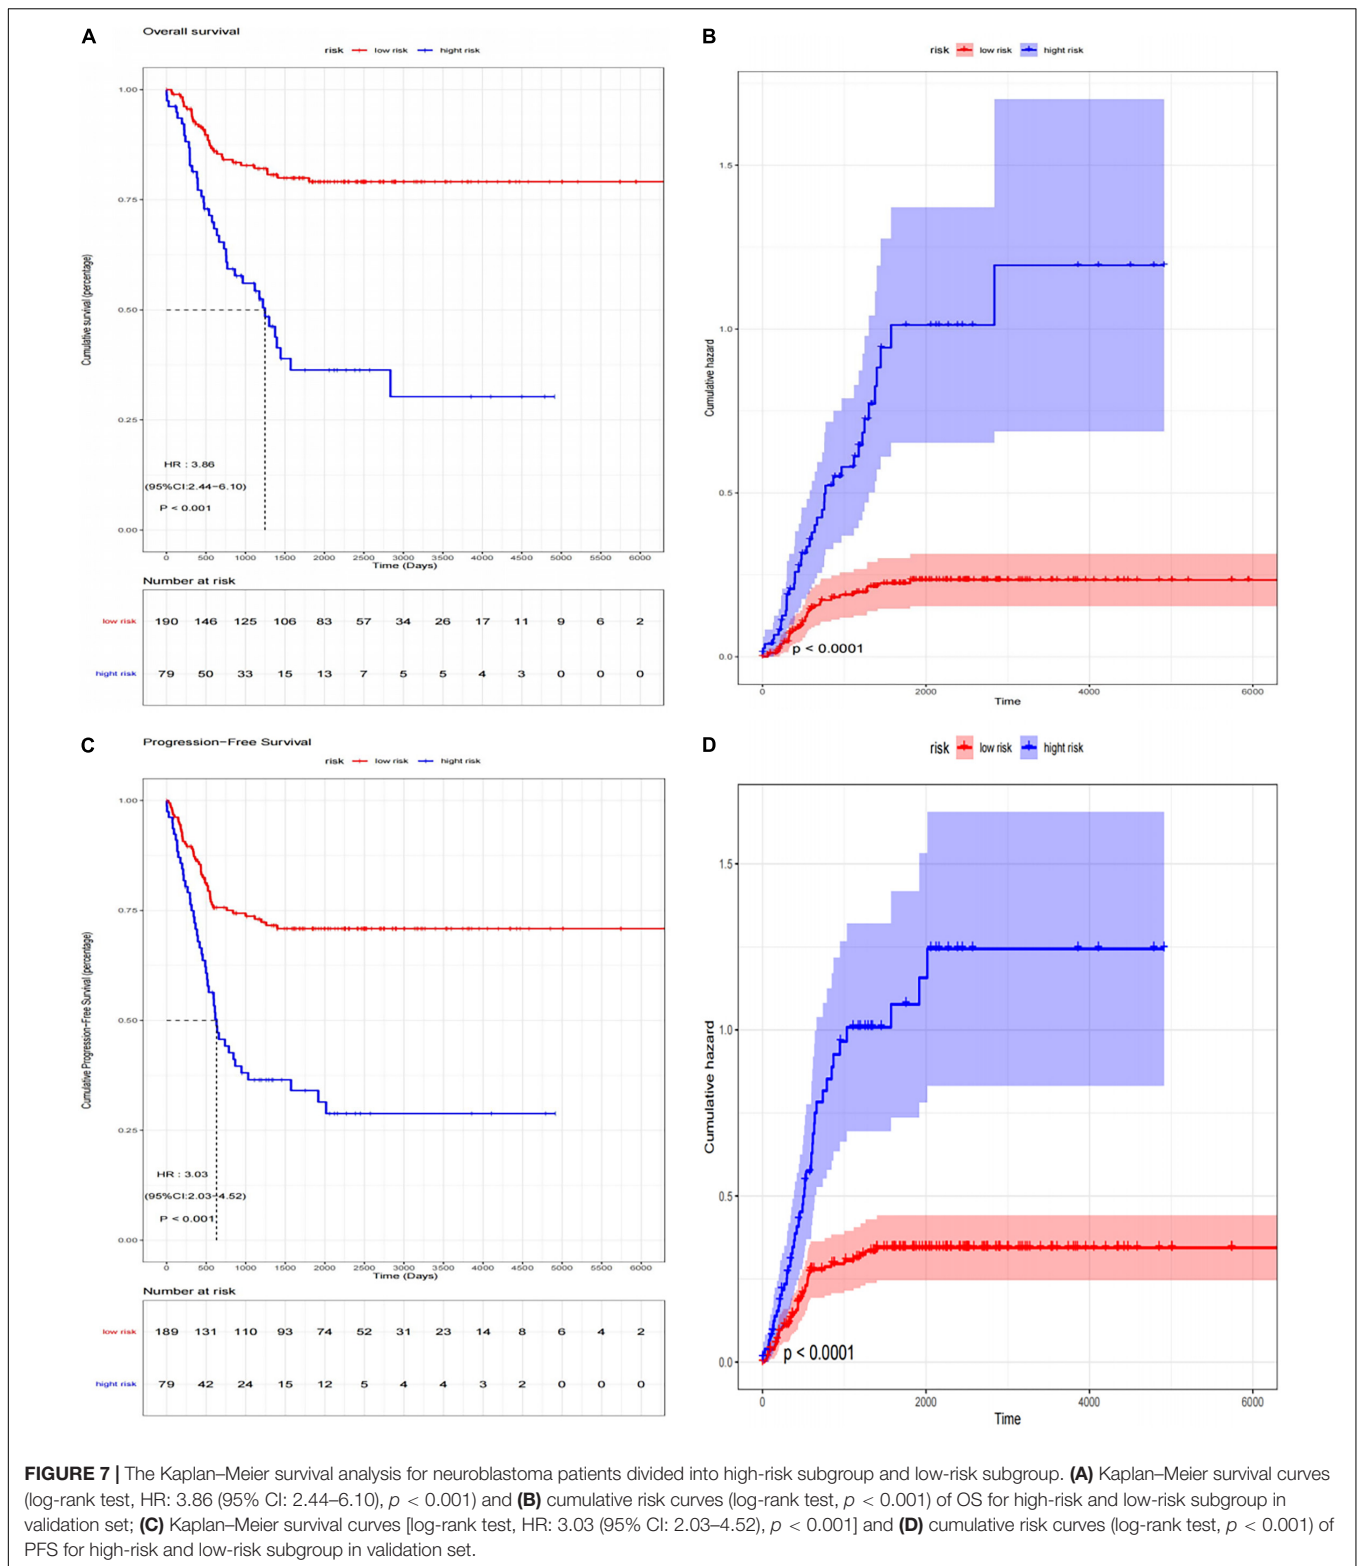 A
Overall survival
risk low risk hight risk
1.00
0.75
0.50
0.25
0.00
Cumulative survival (percentage)
HR : 3.86
(95%CI:2.44−6.10)
P < 0.001
0 500 1000 1500 2000 2500 3000 3500 4000 4500 5000 5500 6000
Time (Days)
Number at risk
low risk 190 146 125 106 83 57 34 26 17 11 9 6 2
hight risk 79 50 33 15 13 7 5 5 4 3 0 0 0
B
risk low risk hight risk
1.5
1.0
0.5
0.0
Cumulative hazard
p < 0.0001
0 2000 4000 6000
Time
C
Progression−Free Survival
risk low risk hight risk
1.00
0.75
0.50
0.25
0.00
Cumulative Progression−Free Survival (percentage)
HR : 3.03
(95%CI:2.03−4.52)
P < 0.001
0 500 1000 1500 2000 2500 3000 3500 4000 4500 5000 5500 6000
Time (Days)
Number at risk
low risk 189 131 110 93 74 52 31 23 14 8 6 4 2
hight risk 79 42 24 15 12 5 4 4 3 2 0 0 0
D
risk low risk hight risk
1.5
1.0
0.5
0.0
Cumulative hazard
p < 0.0001
0 2000 4000 6000
Time
FIGURE 7 | The Kaplan–Meier survival analysis for neuroblastoma patients divided into high-risk subgroup and low-risk subgroup. (A) Kaplan–Meier survival curves
(log-rank test, HR: 3.86 (95% CI: 2.44–6.10), p < 0.001) and (B) cumulative risk curves (log-rank test, p < 0.001) of OS for high-risk and low-risk subgroup in
validation set; (C) Kaplan–Meier survival curves [log-rank test, HR: 3.03 (95% CI: 2.03–4.52), p < 0.001] and (D) cumulative risk curves (log-rank test, p < 0.001) of
PFS for high-risk and low-risk subgroup in validation set.